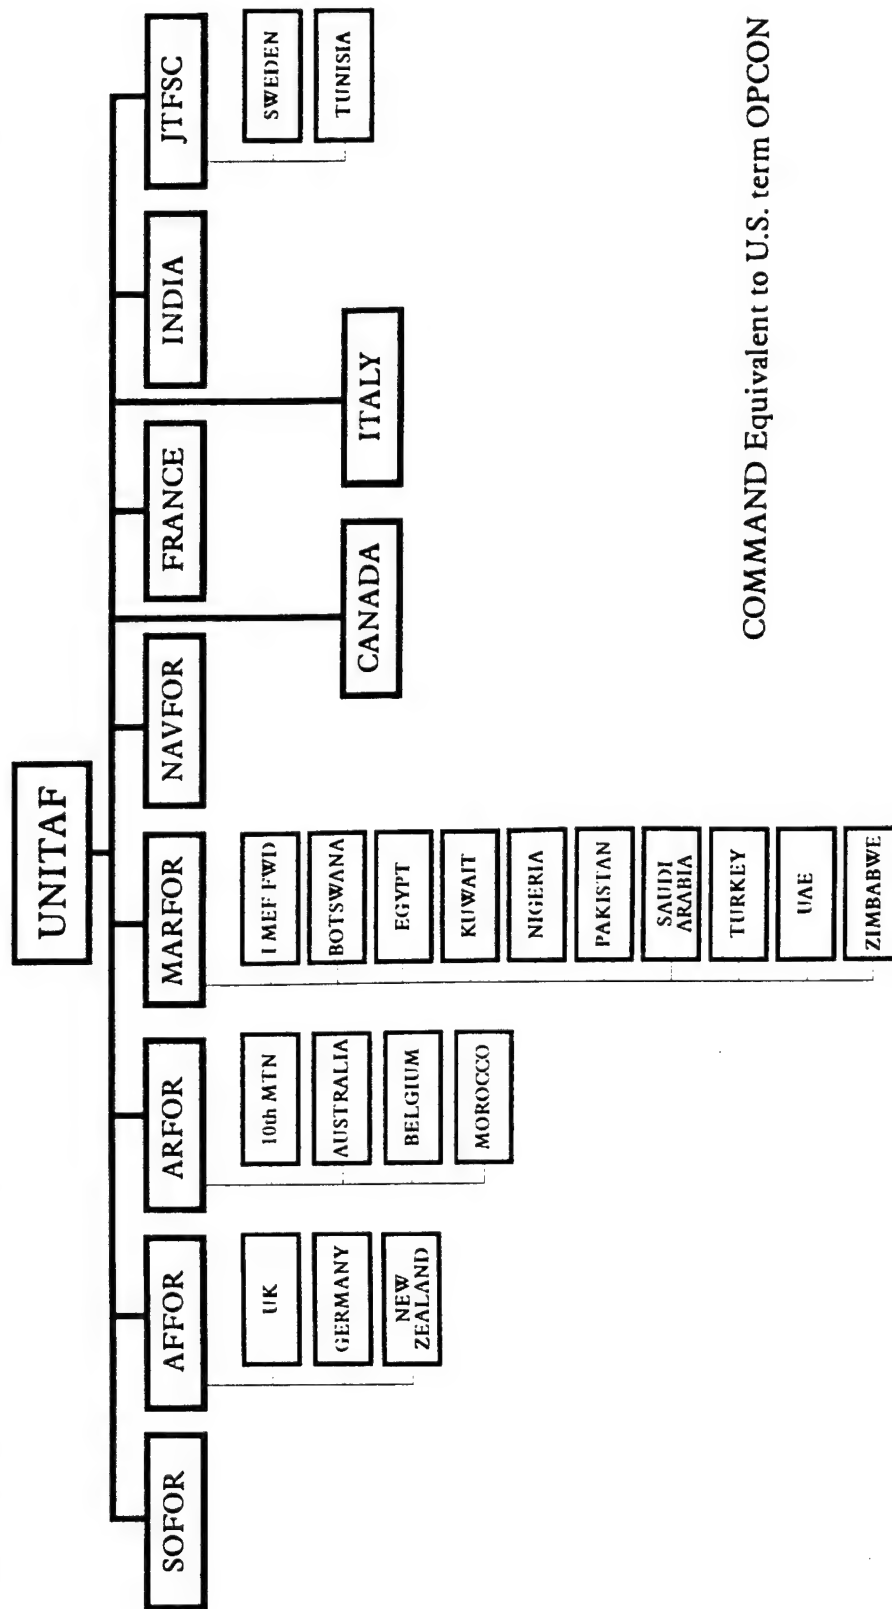 UNITAF
SOFOR
AFFOR
ARFOR
MARFOR
NAVFOR
FRANCE
INDIA
JTFSC
CANADA
ITALY
UK
GERMANY
NEW
ZEALAND
10th MTN
AUSTRALIA
BELGIUM
MOROCCO
I MEF FWD
BOTSWANA
EGYPT
KUWAIT
NIGERIA
PAKISTAN
SAUDI
ARABIA
TURKEY
UAE
ZIMBABWE
SWEDEN
TUNISIA
COMMAND Equivalent to U.S. term OPCON